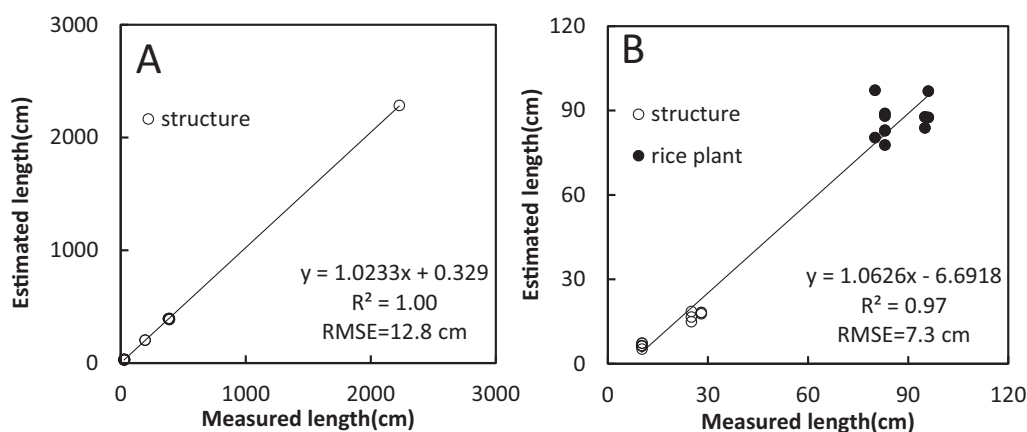 A
3000
2000
1000
0
0
1000
2000
3000
Estimated length(cm)
Measured length(cm)
structure
y = 1.0233x + 0.329
R² = 1.00
RMSE=12.8 cm
B
120
90
60
30
0
0
30
60
90
120
Estimated length(cm)
Measured length(cm)
structure
rice plant
y = 1.0626x - 6.6918
R² = 0.97
RMSE=7.3 cm